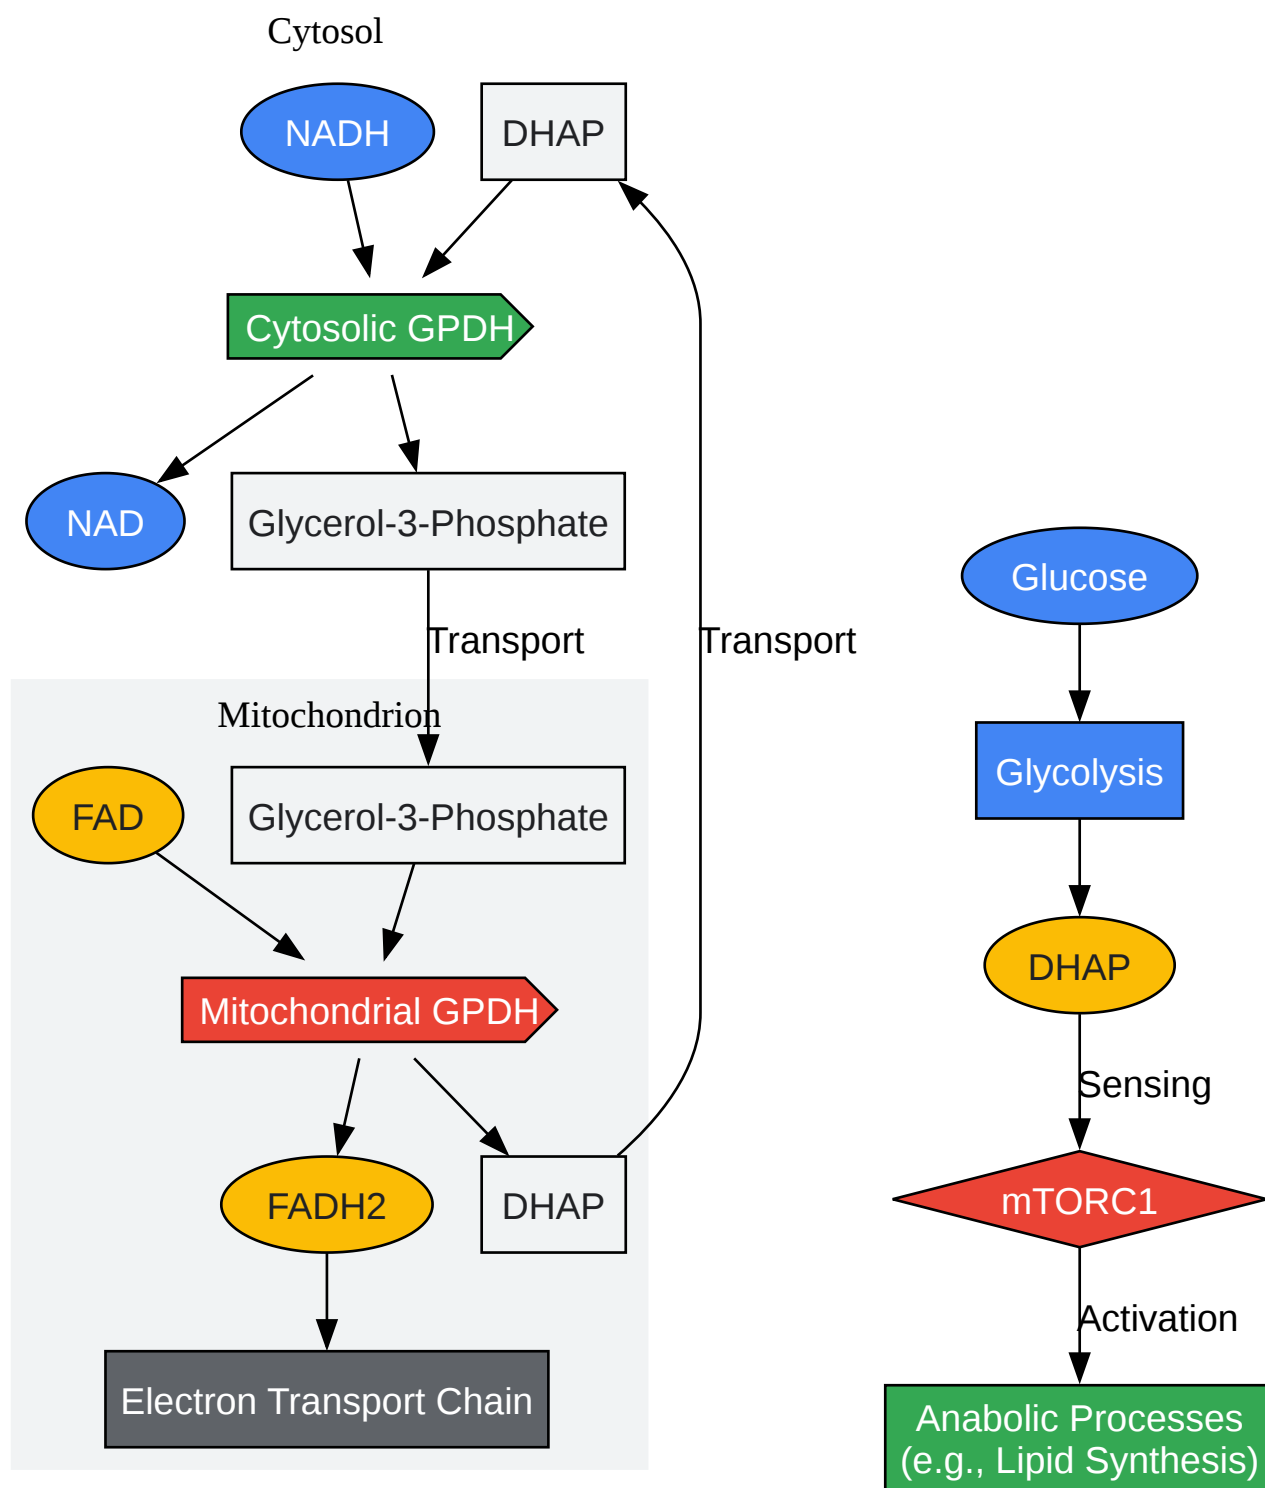 Cytosol
NADH
DHAP
Cytosolic GPDH
NAD
Glycerol-3-Phosphate
Transport
Transport
Mitochondrion
FAD
Glycerol-3-Phosphate
Mitochondrial GPDH
FADH2
DHAP
Electron Transport Chain
Glucose
Glycolysis
DHAP
Sensing
mTORC1
Activation
Anabolic Processes
(e.g., Lipid Synthesis)